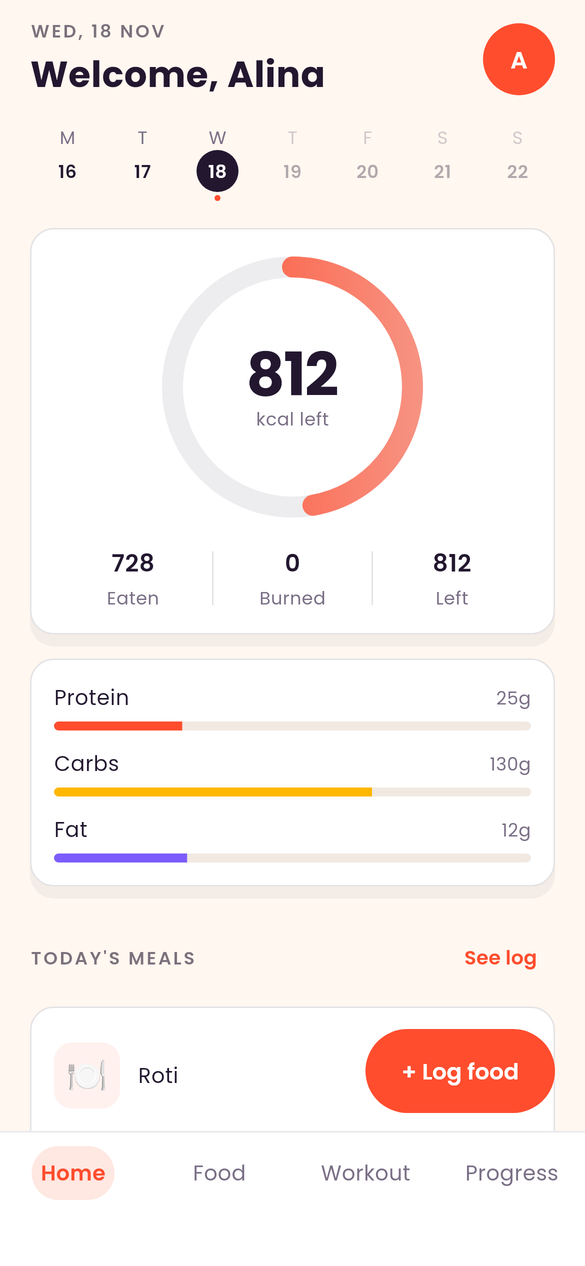 WED, 18 NOV
Welcome, Alina
A
M T W T F S S
16 17 18 19 20 21 22
812
kcal left
728 0 812
Eaten Burned Left
Protein 25g
Carbs 130g
Fat 12g
TODAY'S MEALS See log
Roti + Log food
Home Food Workout Progress